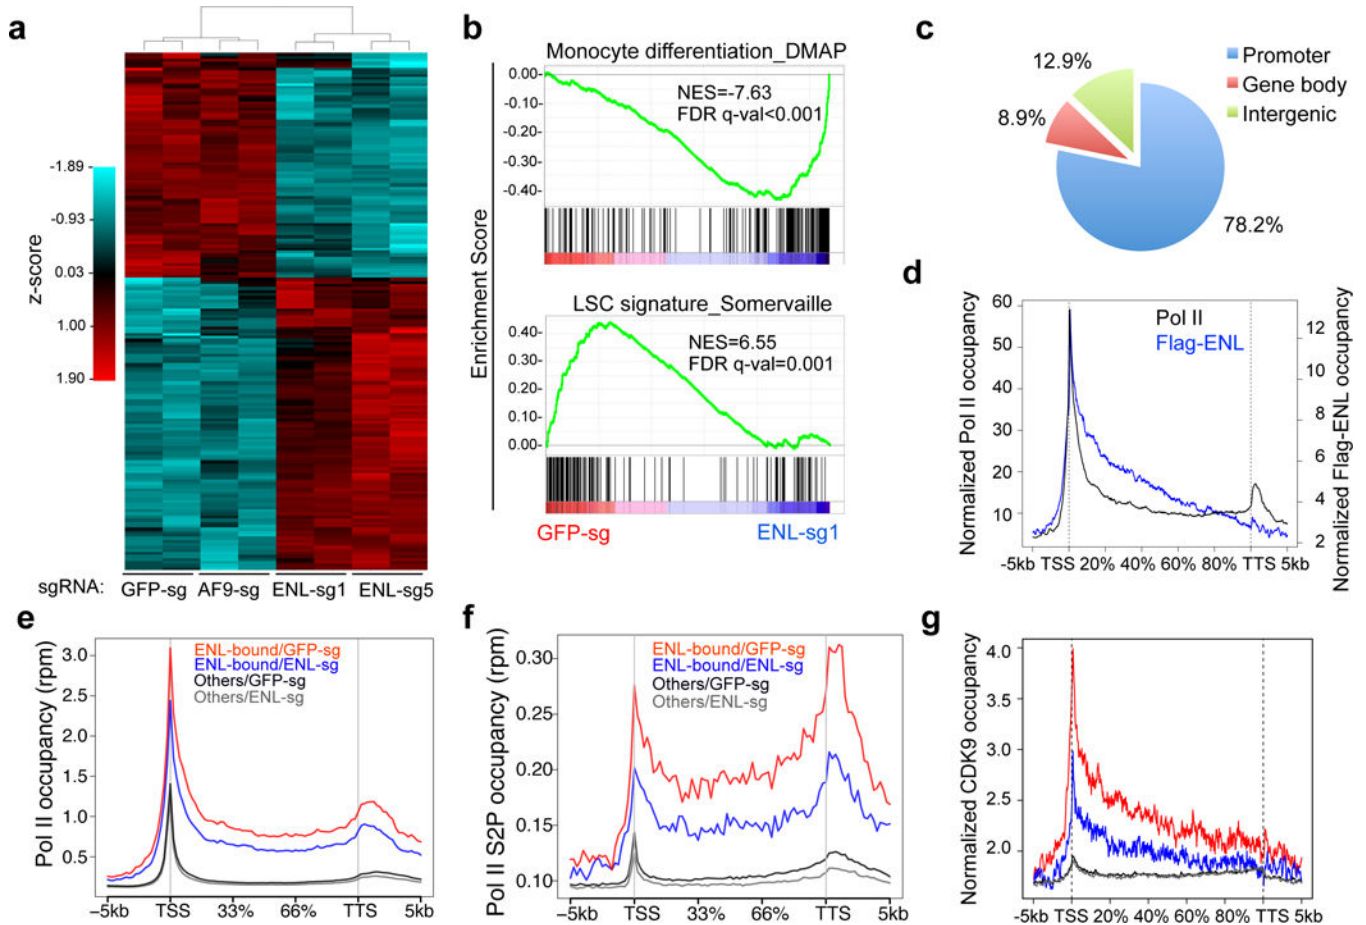 a
-1.89
-0.93
0.03
1.00
1.90
z-score
sgRNA:
GFP-sg
AF9-sg
ENL-sg1
ENL-sg5
b
Monocyte differentiation_DMAP
0.00
-0.10
-0.20
-0.30
-0.40
NES=-7.63
FDR q-val<0.001
Enrichment Score
LSC signature_Somervaille
0.40
0.30
0.20
0.10
0.00
NES=6.55
FDR q-val=0.001
GFP-sg
ENL-sg1
c
12.9%
8.9%
78.2%
Promoter
Gene body
Intergenic
d
Normalized Pol II occupancy
60
50
40
30
20
10
Pol II
Flag-ENL
12
10
8
6
4
2
Normalized Flag-ENL occupancy
-5kb TSS 20% 40% 60% 80% TTS 5kb
e
Pol II occupancy (rpm)
3.0
2.5
2.0
1.5
1.0
0.5
ENL-bound/GFP-sg
ENL-bound/ENL-sg
Others/GFP-sg
Others/ENL-sg
−5kb TSS 33% 66% TTS 5kb
f
Pol II S2P occupancy (rpm)
0.30
0.25
0.20
0.15
0.10
ENL-bound/GFP-sg
ENL-bound/ENL-sg
Others/GFP-sg
Others/ENL-sg
−5kb TSS 33% 66% TTS 5kb
g
Normalized CDK9 occupancy
4.0
3.0
2.5
2.0
-5kb TSS 20% 40% 60% 80% TTS 5kb